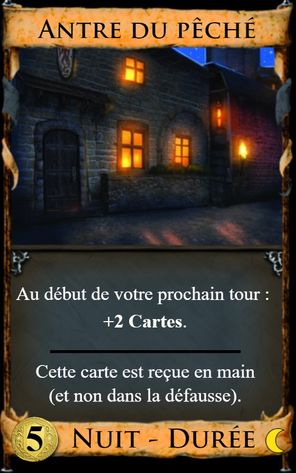 Antre du pêché
Au début de votre prochain tour :
+2 Cartes.
Cette carte est reçue en main
(et non dans la défausse).
5 Nuit - Durée